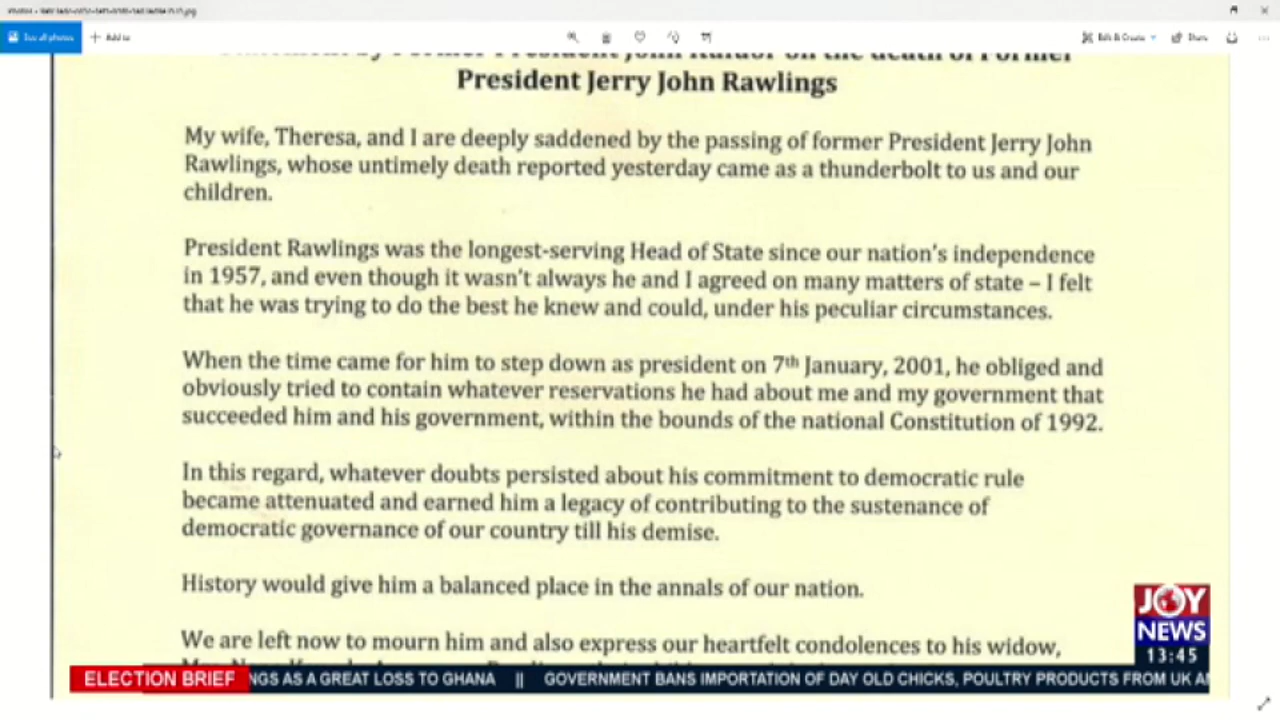 See all photos
Add to
Edit & Create
Share
President Jerry John Rawlings
My wife, Theresa, and I are deeply saddened by the passing of former President Jerry John
Rawlings, whose untimely death reported yesterday came as a thunderbolt to us and our
children.
President Rawlings was the longest-serving Head of State since our nation's independence
in 1957, and even though it wasn't always he and I agreed on many matters of state – I felt
that he was trying to do the best he knew and could, under his peculiar circumstances.
When the time came for him to step down as president on 7th January, 2001, he obliged and
obviously tried to contain whatever reservations he had about me and my government that
succeeded him and his government, within the bounds of the national Constitution of 1992.
In this regard, whatever doubts persisted about his commitment to democratic rule
became attenuated and earned him a legacy of contributing to the sustenance of
democratic governance of our country till his demise.
History would give him a balanced place in the annals of our nation.
We are left now to mourn him and also express our heartfelt condolences to his widow,
JOY
NEWS
13:45
ELECTION BRIEF
NGS AS A GREAT LOSS TO GHANA || GOVERNMENT BANS IMPORTATION OF DAY OLD CHICKS, POULTRY PRODUCTS FROM UK